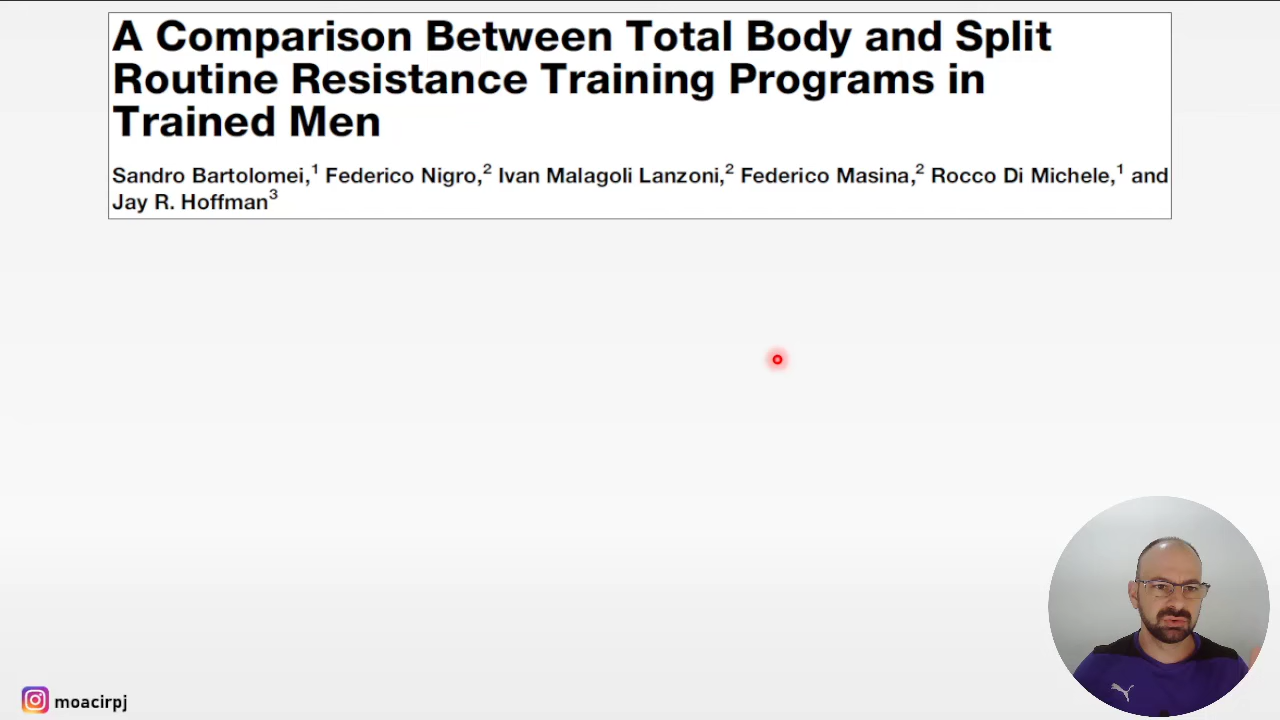 A Comparison Between Total Body and Split
Routine Resistance Training Programs in
Trained Men
Sandro Bartolomei,1 Federico Nigro,2 Ivan Malagoli Lanzoni,2 Federico Masina,2 Rocco Di Michele,1 and
Jay R. Hoffman3
moacirpj